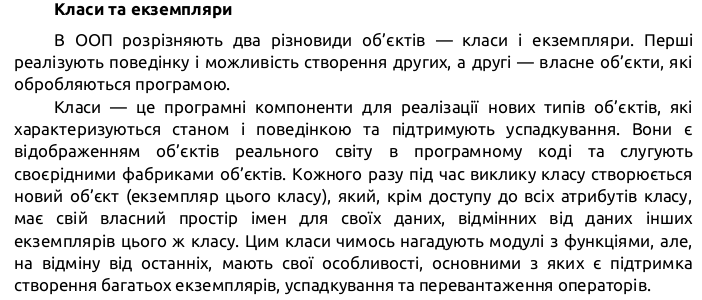 Класи та екземпляри
В ООП розрізняють два різновиди об’єктів — класи і екземпляри. Перші
реалізують поведінку і можливість створення других, а другі — власне об’єкти, які
обробляються програмою.
Класи — це програмні компоненти для реалізації нових типів об’єктів, які
характеризуються станом і поведінкою та підтримують успадкування. Вони є
відображенням об’єктів реального світу в програмному коді та слугують
своєрідними фабриками об’єктів. Кожного разу під час виклику класу створюється
новий об’єкт (екземпляр цього класу), який, крім доступу до всіх атрибутів класу,
має свій власний простір імен для своїх даних, відмінних від даних інших
екземплярів цього ж класу. Цим класи чимось нагадують модулі з функціями, але,
на відміну від останніх, мають свої особливості, основними з яких є підтримка
створення багатьох екземплярів, успадкування та перевантаження операторів.